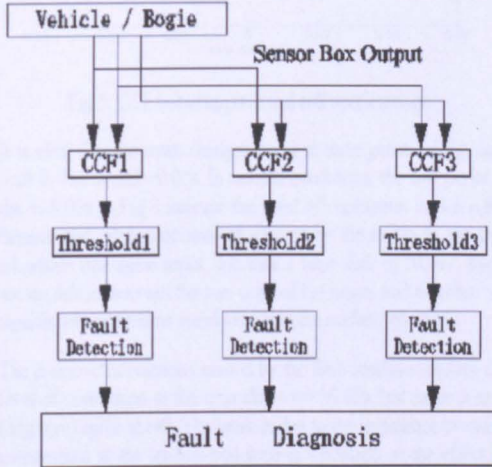 Vehicle / Bogie
Sensor Box Output
CCF1 CCF2 CCF3
Threshold1 Threshold2 Threshold3
Fault Fault Fault
Detection Detection Detection
Fault Diagnosis